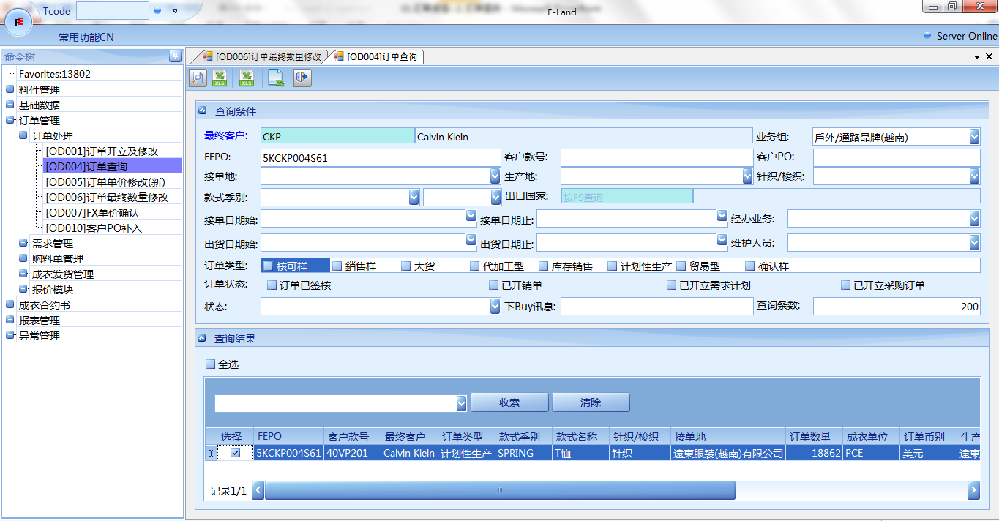 Tcode
E-Land
FE
常用功能CN
Server Online
命令树
[OD006]订单最终数量修改
[OD004]订单查询
Favorites:13802
料件管理
基础数据
订单管理
订单处理
[OD001]订单开立及修改
[OD004]订单查询
[OD005]订单单价修改(新)
[OD006]订单最终数量修改
[OD007]FX单价确认
[OD010]客户PO补入
需求管理
购料单管理
成衣发货管理
报价模块
成衣合约书
报表管理
异常管理
XLS XLS
查询条件
最终客户: CKP Calvin Klein 业务组: 戶外/通路品牌(越南)
FEPO: 5KCKP004S61 客户款号: 客户PO:
接单地: 生产地: 针织/梭织:
款式季别: 出口国家: 按F9查询
接单日期始: 接单日期止: 经办业务:
出货日期始: 出货日期止: 维护人员:
订单类型: 核可样 銷售样 大货 代加工型 库存销售 计划性生产 贸易型 确认样
订单状态: 订单已签核 已开销单 已开立需求计划 已开立采购订单
状态: 下Buy讯息: 查询条数: 200
查询结果
全选
收索 清除
选择 FEPO 客户款号 最终客户 订单类型 款式季别 款式名称 针织/梭织 接单地 订单数量 成衣单位 订单币别 生产
5KCKP004S61 40VP201 Calvin Klein 计划性生产 SPRING T恤 针织 遠東服裝(越南)有限公司 18862 PCE 美元 遠東
记录1/1